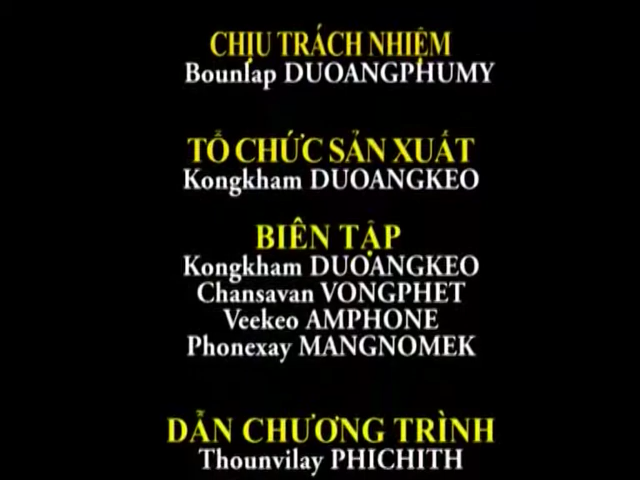 CHỊU TRÁCH NHIỆM
Bounlap DUOANGPHUMY
TỔ CHỨC SẢN XUẤT
Kongkham DUOANGKEO
BIÊN TẬP
Kongkham DUOANGKEO
Chansavan VONGPHET
Veekeo AMPHONE
Phonexay MANGNOMEK
DẪN CHƯƠNG TRÌNH
Thounvilay PHICHITH